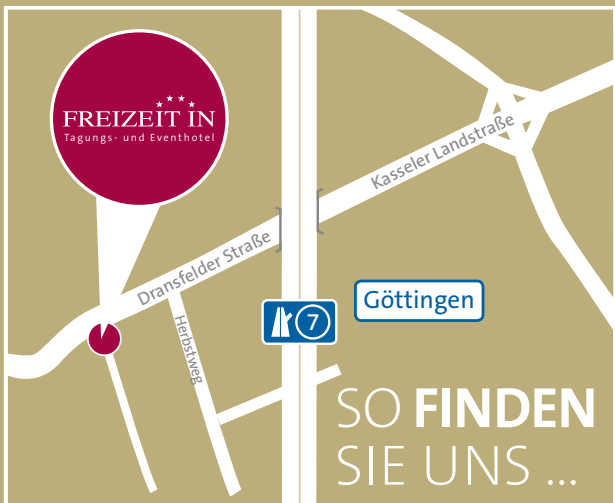 FREIZEIT IN
Tagungs- und Eventhotel
Kasseler Landstraße
Dransfelder Straße
Herbstweg
7
Göttingen
SO FINDEN
SIE UNS ...